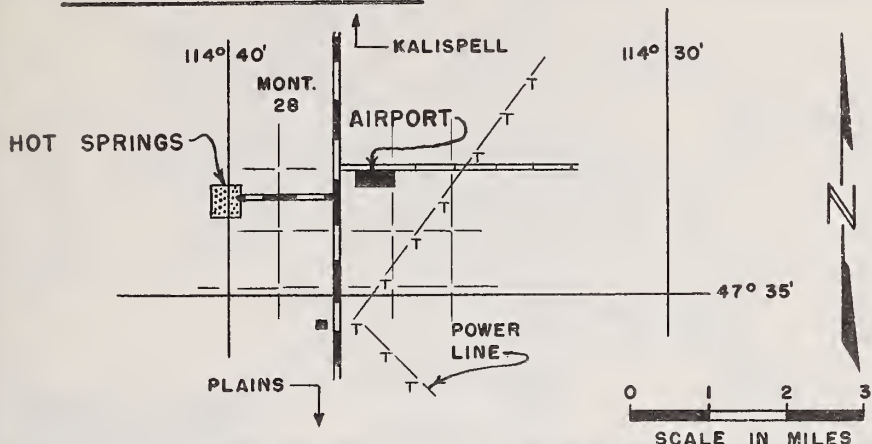 KALISPELL
114° 40'
114° 30'
MONT.
28
AIRPORT
HOT SPRINGS
T
T
T
N
T
T
T
47° 35'
T
POWER
LINE
T
T
PLAINS
0 1 2 3
SCALE IN MILES